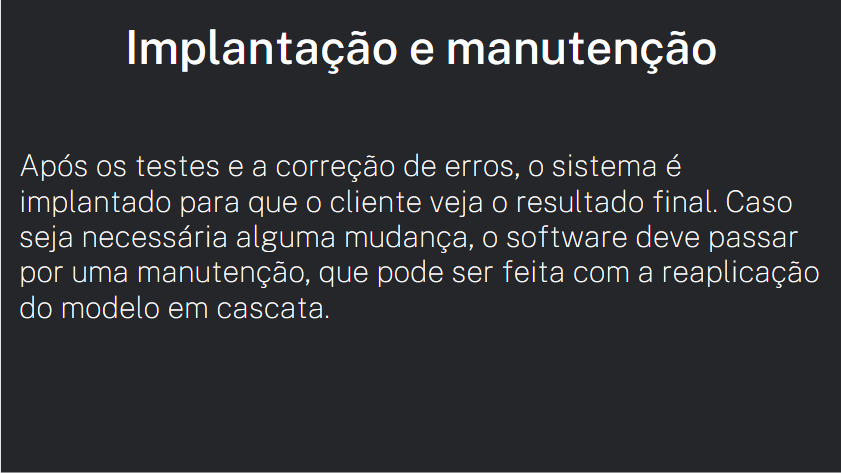 Implantação e manutenção
Após os testes e a correção de erros, o sistema é
implantado para que o cliente veja o resultado final. Caso
seja necessária alguma mudança, o software deve passar
por uma manutenção, que pode ser feita com a reaplicação
do modelo em cascata.